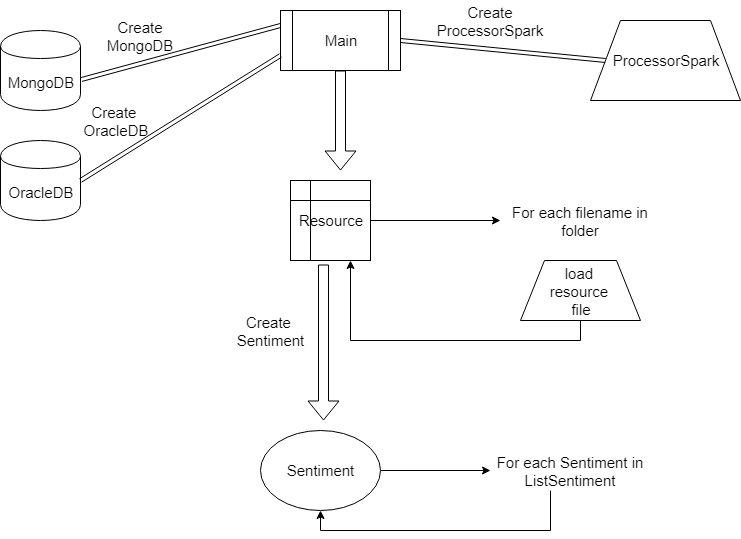 Create
MongoDB
Main
Create
ProcessorSpark
ProcessorSpark
MongoDB
Create
OracleDB
OracleDB
Resource
For each filename in
folder
load
resource
file
Create
Sentiment
Sentiment
For each Sentiment in
ListSentiment